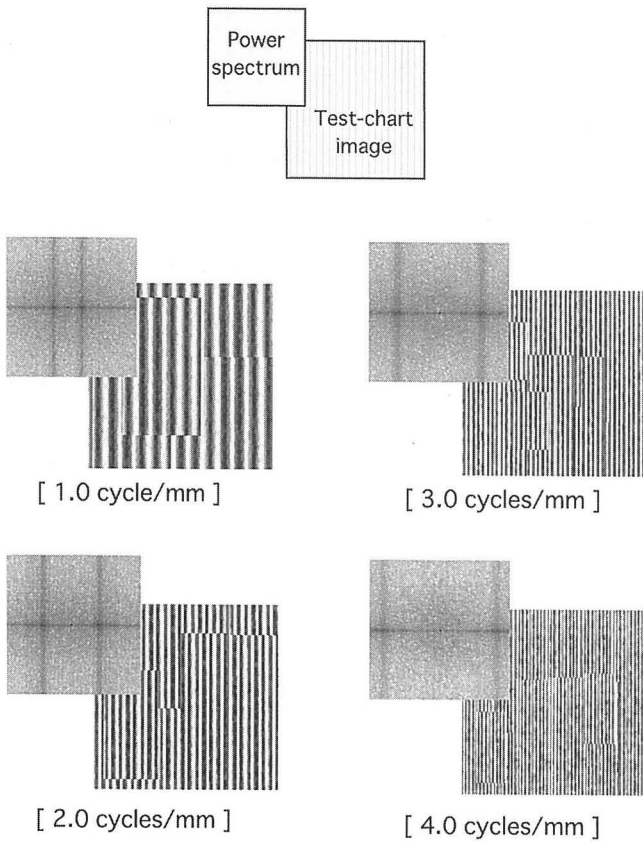 Power
spectrum
Test-chart
image
[ 1.0 cycle/mm ]
[ 3.0 cycles/mm ]
[ 2.0 cycles/mm ]
[ 4.0 cycles/mm ]